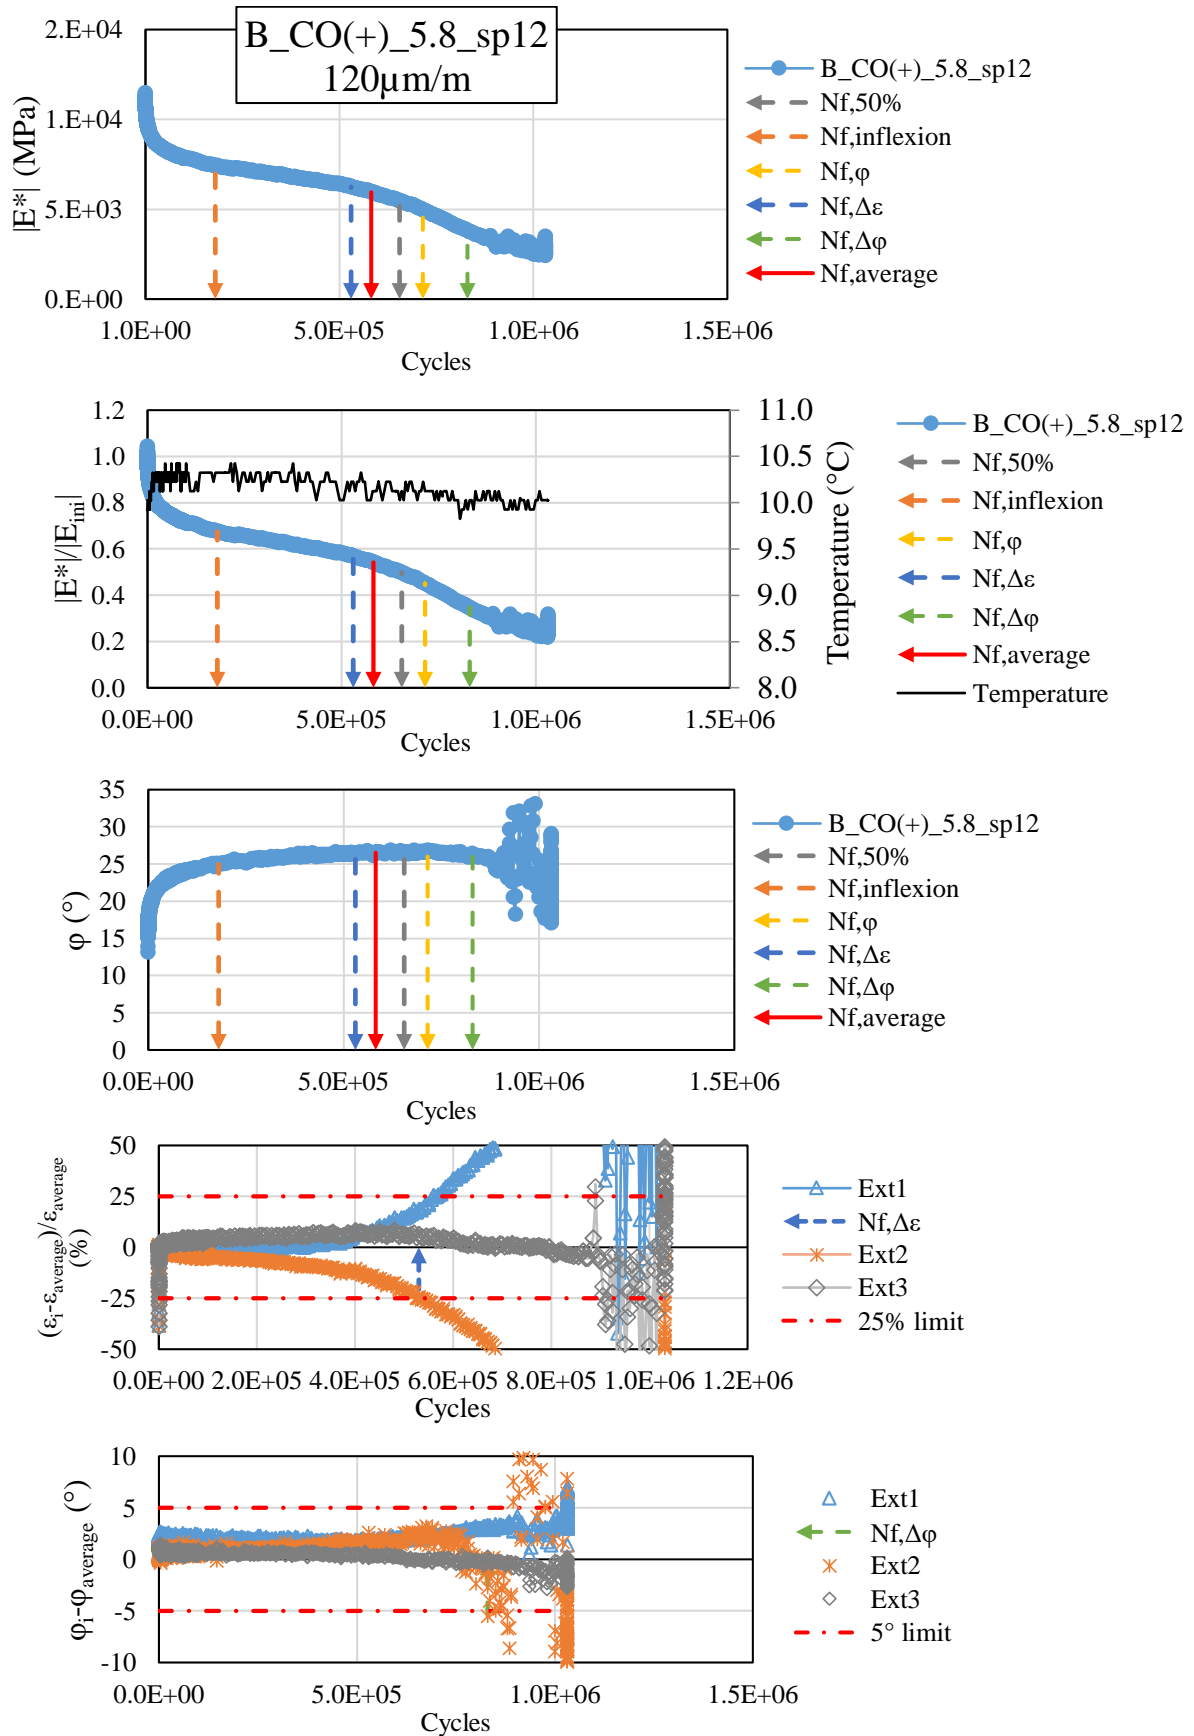 B_CO(+)_5.8_sp12
120μm/m
|E*| (MPa)
2.E+04
1.E+04
5.E+03
0.E+00
1.0E+00 5.0E+05 1.0E+06 1.5E+06
Cycles
B_CO(+)_5.8_sp12
Nf,50%
Nf,inflexion
Nf,φ
Nf,Δε
Nf,Δφ
Nf,average
|E*|/|E_ini|
1.2
1.0
0.8
0.6
0.4
0.2
0.0
0.0E+00 5.0E+05 1.0E+06 1.5E+06
Cycles
11.0
10.5
10.0
9.5
9.0
8.5
8.0
Temperature (°C)
B_CO(+)_5.8_sp12
Nf,50%
Nf,inflexion
Nf,φ
Nf,Δε
Nf,Δφ
Nf,average
Temperature
φ (°)
35
30
25
20
15
10
5
0
0.0E+00 5.0E+05 1.0E+06 1.5E+06
Cycles
B_CO(+)_5.8_sp12
Nf,50%
Nf,inflexion
Nf,φ
Nf,Δε
Nf,Δφ
Nf,average
(ε_i-ε_average)/ε_average
(%)
50
25
0
-25
-50
0.0E+00 2.0E+05 4.0E+05 6.0E+05 8.0E+05 1.0E+06 1.2E+06
Cycles
Ext1
Nf,Δε
Ext2
Ext3
25% limit
φ_i-φ_average (°)
10
5
0
-5
-10
0.0E+00 5.0E+05 1.0E+06 1.5E+06
Cycles
Ext1
Nf,Δφ
Ext2
Ext3
5° limit